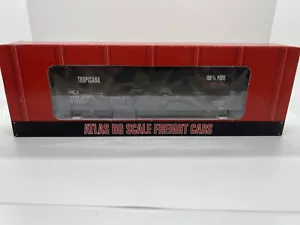 TROPICANA 100% PURE
ATLAS HO SCALE FREIGHT CARS